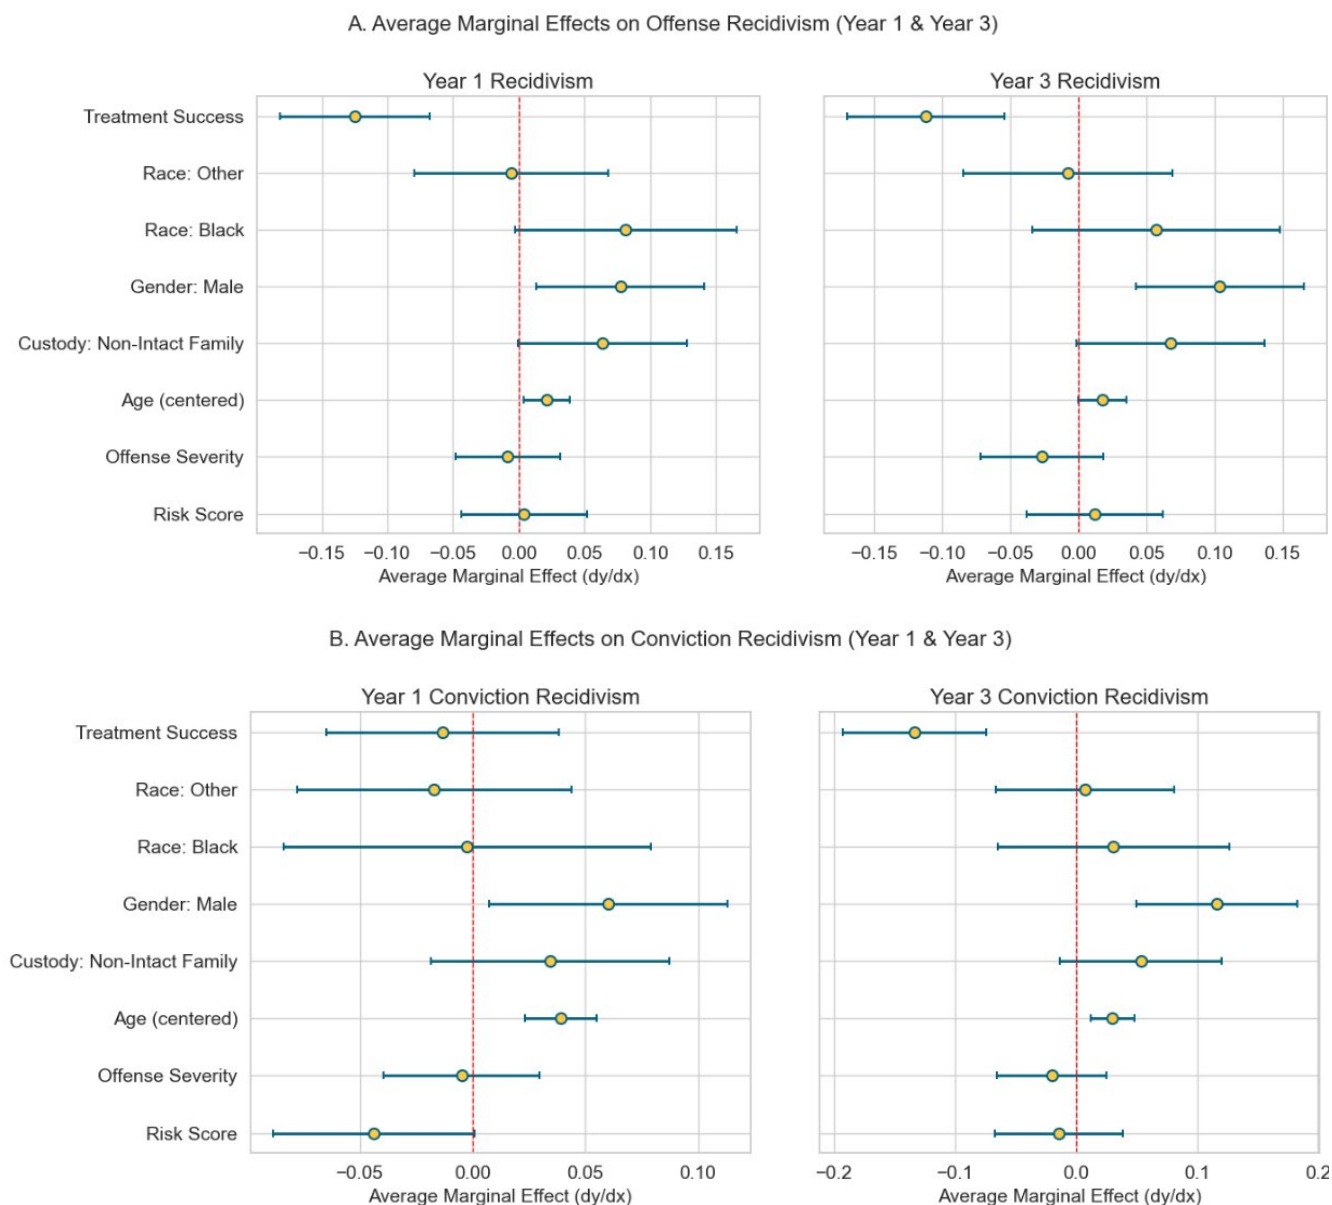 A. Average Marginal Effects on Offense Recidivism (Year 1 & Year 3)
Year 1 Recidivism
Year 3 Recidivism
Treatment Success
Race: Other
Race: Black
Gender: Male
Custody: Non-Intact Family
Age (centered)
Offense Severity
Risk Score
−0.15 −0.10 −0.05 0.00 0.05 0.10 0.15
−0.15 −0.10 −0.05 0.00 0.05 0.10 0.15
Average Marginal Effect (dy/dx)
Average Marginal Effect (dy/dx)
B. Average Marginal Effects on Conviction Recidivism (Year 1 & Year 3)
Year 1 Conviction Recidivism
Year 3 Conviction Recidivism
Treatment Success
Race: Other
Race: Black
Gender: Male
Custody: Non-Intact Family
Age (centered)
Offense Severity
Risk Score
−0.05 0.00 0.05 0.10
−0.2 −0.1 0.0 0.1 0.2
Average Marginal Effect (dy/dx)
Average Marginal Effect (dy/dx)